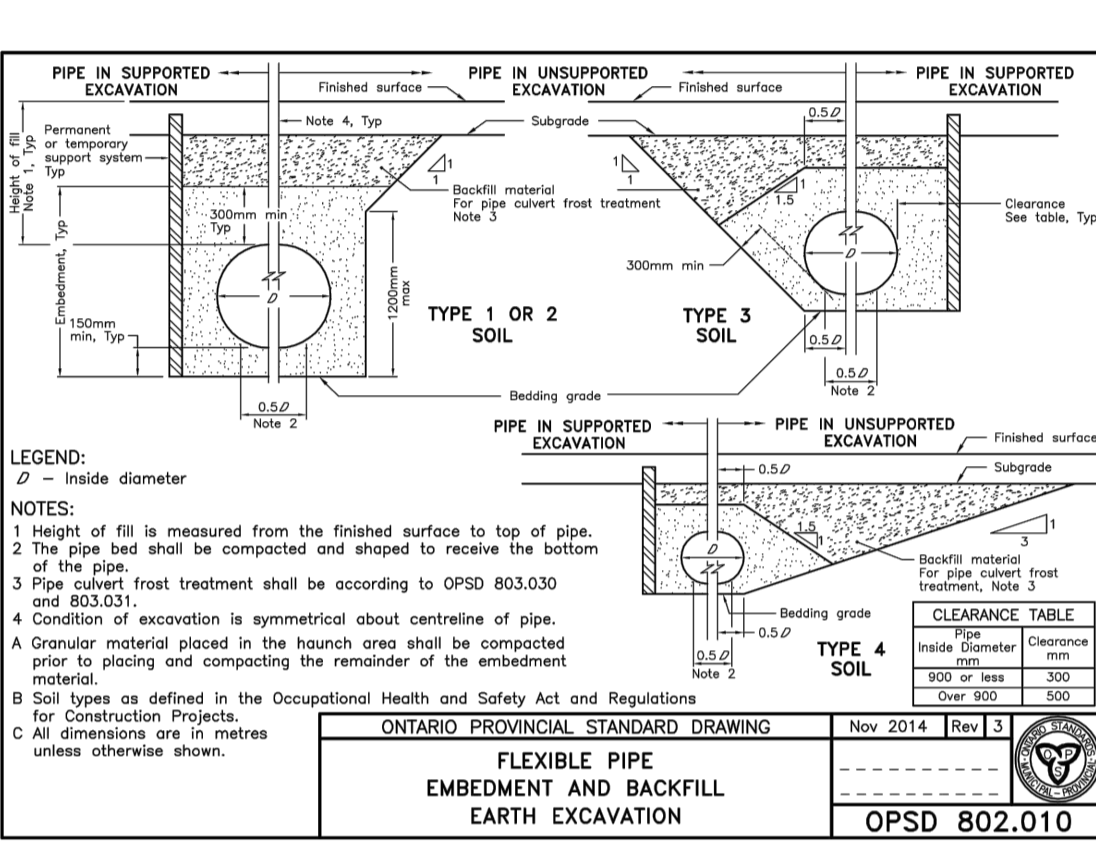 PIPE IN SUPPORTED
EXCAVATION
PIPE IN UNSUPPORTED
EXCAVATION
PIPE IN SUPPORTED
EXCAVATION
Finished surface
Finished surface
Note 4, Typ
Subgrade
0.5D
Height of fill
Note 1, Typ
Permanent
or temporary
support system
Typ
1
1
1
1
1
1.5
Backfill material
For pipe culvert frost treatment
Note 3
Clearance
See table, Typ
300mm min
Typ
300mm min
Embedment, Typ
D
D
1200mm
max
150mm
min, Typ
TYPE 1 OR 2
SOIL
TYPE 3
SOIL
0.5D
0.5D
Note 2
0.5D
Note 2
Bedding grade
PIPE IN SUPPORTED
EXCAVATION
PIPE IN UNSUPPORTED
EXCAVATION
Finished surface
Subgrade
0.5D
1.5
1
1
3
D
Backfill material
For pipe culvert frost
treatment, Note 3
Bedding grade
0.5D
0.5D
Note 2
TYPE 4
SOIL
LEGEND:
D – Inside diameter
NOTES:
1 Height of fill is measured from the finished surface to top of pipe.
2 The pipe bed shall be compacted and shaped to receive the bottom
of the pipe.
3 Pipe culvert frost treatment shall be according to OPSD 803.030
and 803.031.
4 Condition of excavation is symmetrical about centreline of pipe.
A Granular material placed in the haunch area shall be compacted
prior to placing and compacting the remainder of the embedment
material.
B Soil types as defined in the Occupational Health and Safety Act and Regulations
for Construction Projects.
C All dimensions are in metres
unless otherwise shown.
CLEARANCE TABLE
Pipe
Inside Diameter
mm
Clearance
mm
900 or less 300
Over 900 500
ONTARIO PROVINCIAL STANDARD DRAWING
Nov 2014 Rev 3
FLEXIBLE PIPE
EMBEDMENT AND BACKFILL
EARTH EXCAVATION
OPSD 802.010
ONTARIO STANDARDS
MUNICIPAL – PROVINCIAL
O P
S